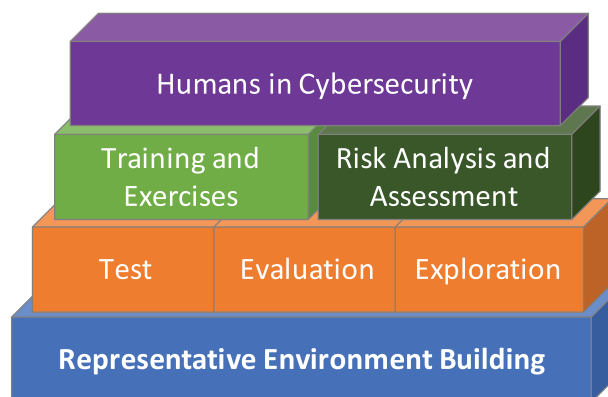 Humans in Cybersecurity
Training and
Exercises
Risk Analysis and
Assessment
Test
Evaluation
Exploration
Representative Environment Building